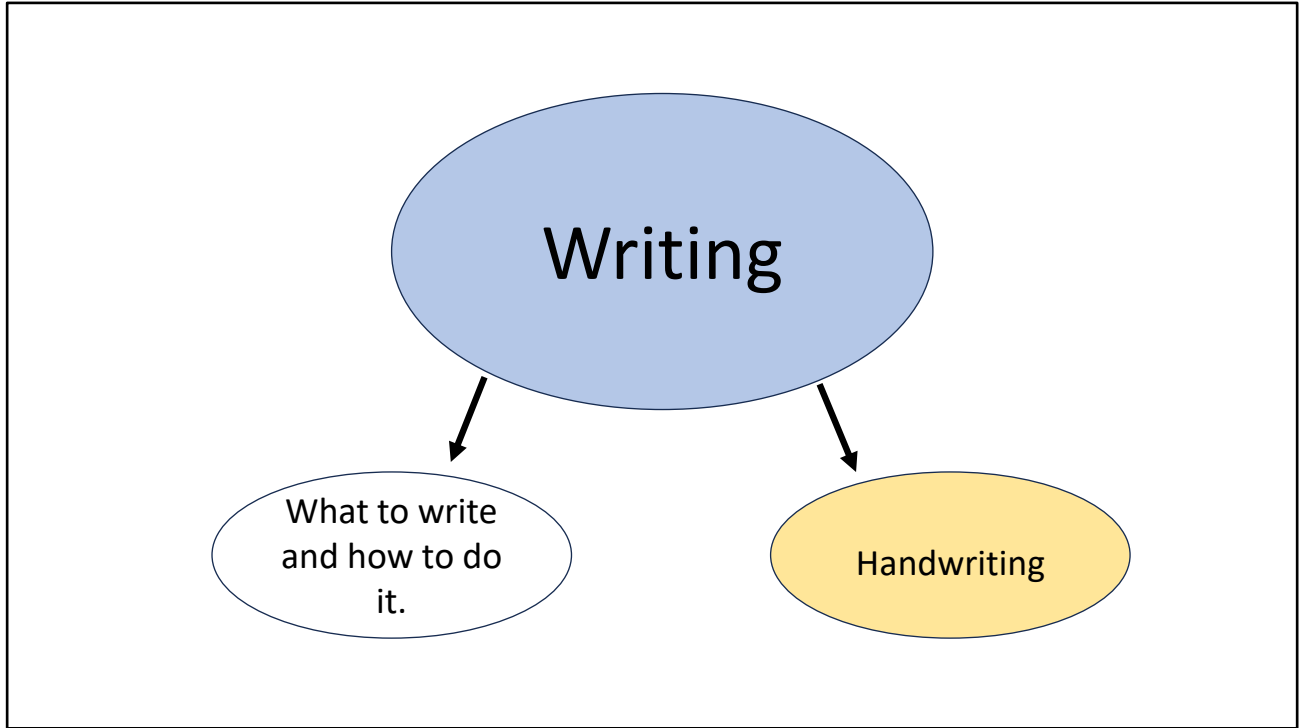 Writing
What to write
and how to do
it.
Handwriting